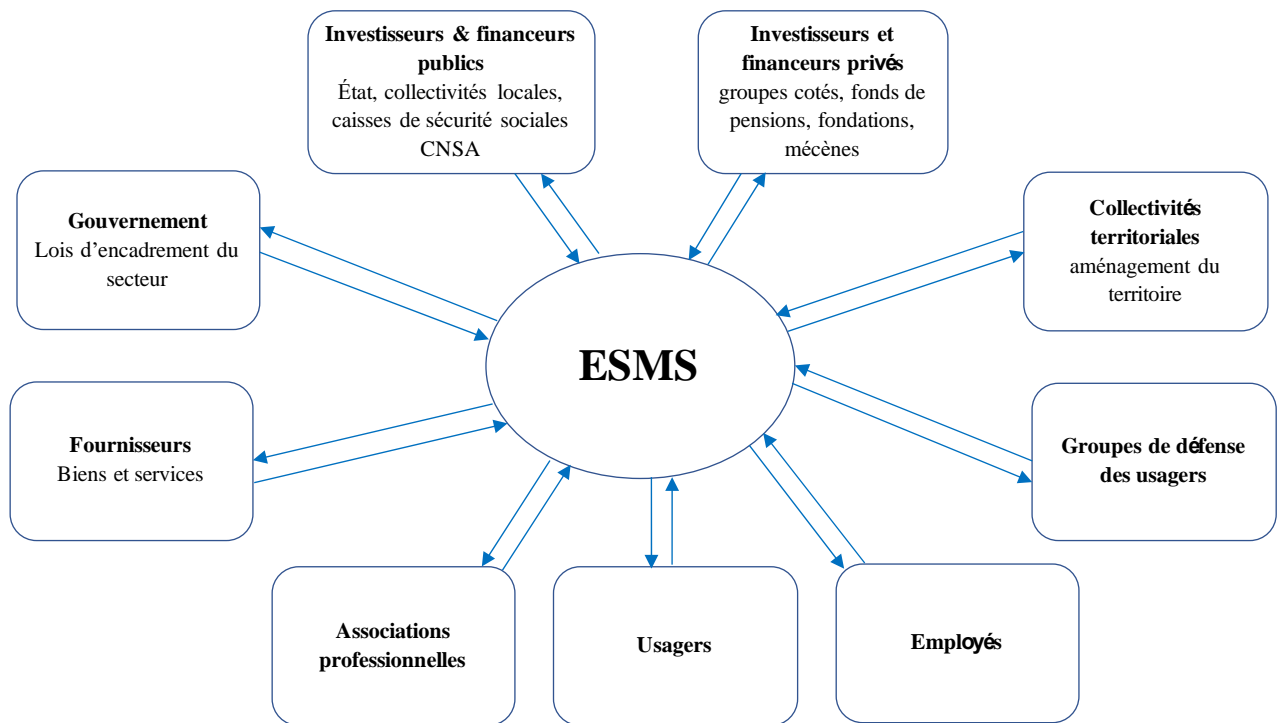 Investisseurs & financeurs
publics
État, collectivités locales,
caisses de sécurité sociales
CNSA
Investisseurs et
financeurs privés
groupes cotés, fonds de
pensions, fondations,
mécènes
Gouvernement
Lois d’encadrement du
secteur
Collectivités
territoriales
aménagement du
territoire
ESMS
Fournisseurs
Biens et services
Groupes de défense
des usagers
Associations
professionnelles
Usagers
Employés